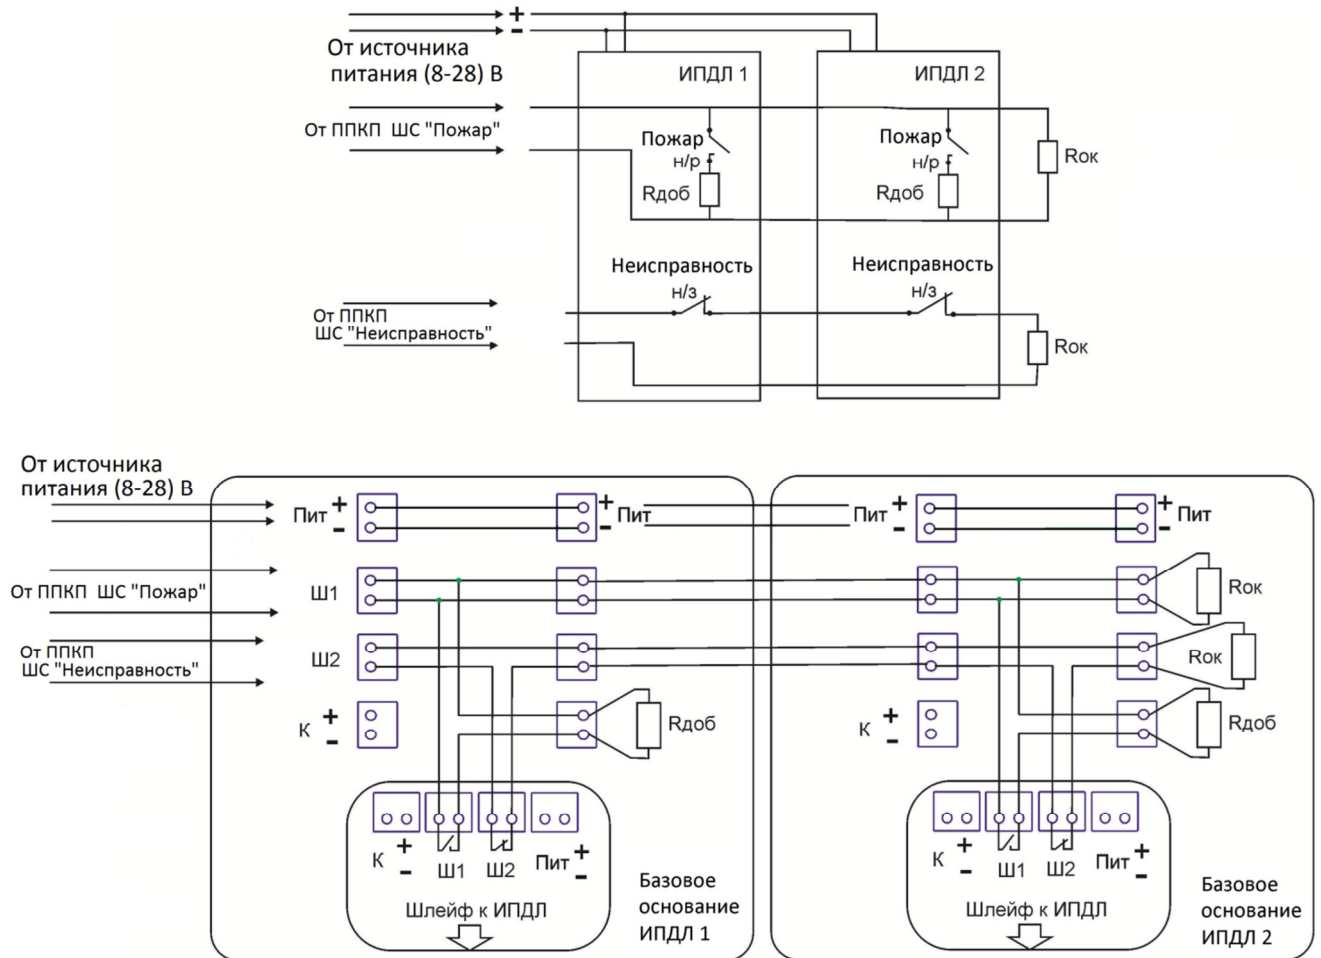 +
-
От источника
питания (8-28) В
ИПДЛ 1
ИПДЛ 2
От ППКП ШС "Пожар"
Пожар
н/р
Rдоб
Пожар
н/р
Rдоб
Rок
Неисправность
н/з
Неисправность
н/з
От ППКП
ШС "Неисправность"
Rок
От источника
питания (8-28) В
Пит + -
+ - Пит
Пит + -
+ - Пит
От ППКП ШС "Пожар"
Ш1
Rок
От ППКП
ШС "Неисправность"
Ш2
Rок
К + -
Rдоб
К + -
Rдоб
К + - Ш1 Ш2 Пит + -
Шлейф к ИПДЛ
Базовое
основание
ИПДЛ 1
К + - Ш1 Ш2 Пит + -
Шлейф к ИПДЛ
Базовое
основание
ИПДЛ 2